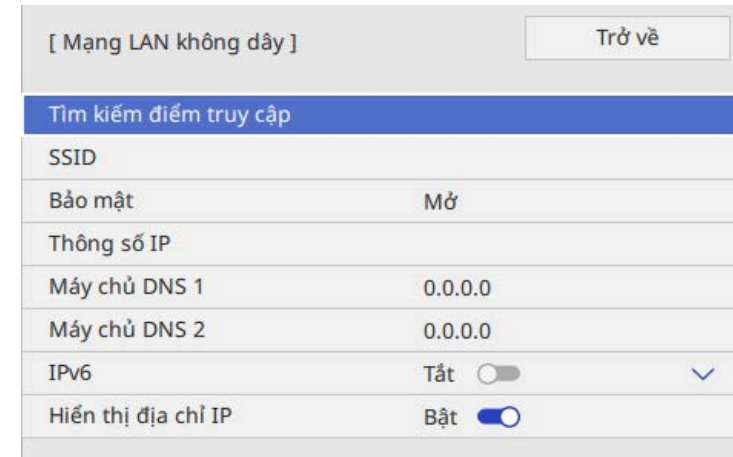 [ Mạng LAN không dây ] Trở về
Tìm kiếm điểm truy cập
SSID
Bảo mật Mở
Thông số IP
Máy chủ DNS 1 0.0.0.0
Máy chủ DNS 2 0.0.0.0
IPv6 Tắt
Hiển thị địa chỉ IP Bật